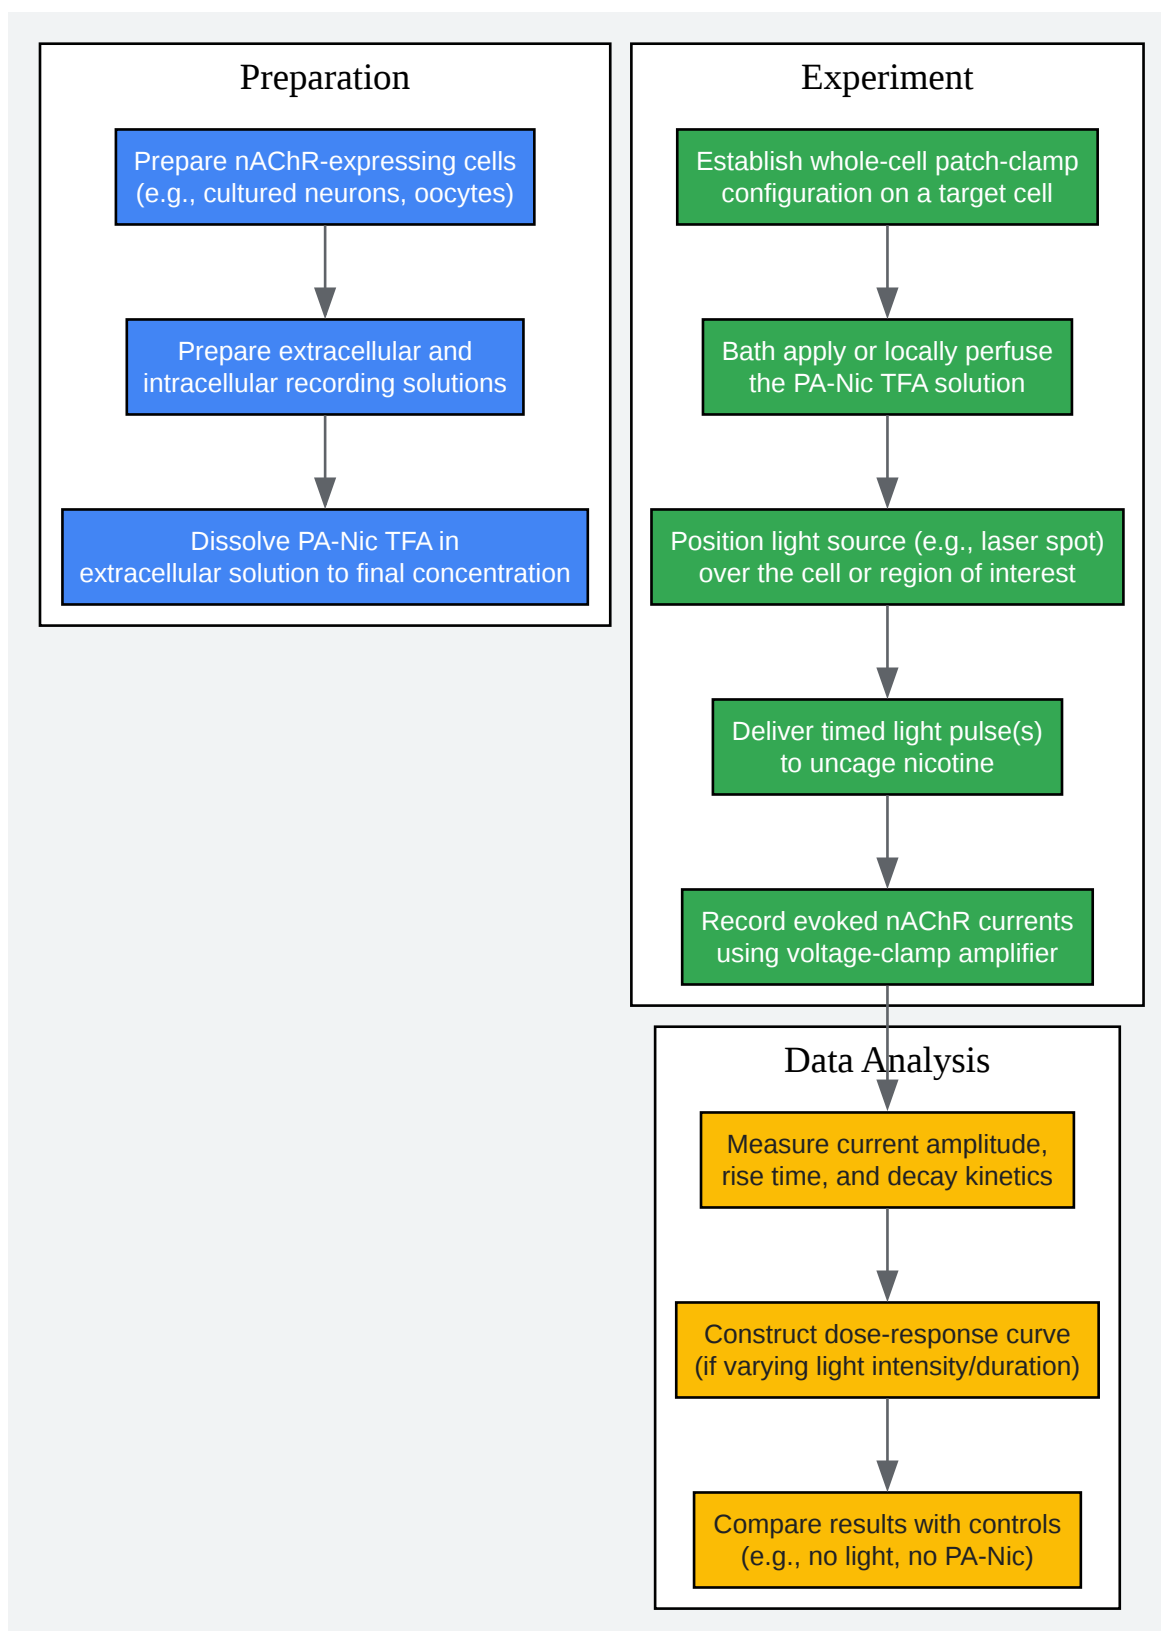 Preparation
Prepare nAChR-expressing cells
(e.g., cultured neurons, oocytes)
Prepare extracellular and
intracellular recording solutions
Dissolve PA-Nic TFA in
extracellular solution to final concentration
Experiment
Establish whole-cell patch-clamp
configuration on a target cell
Bath apply or locally perfuse
the PA-Nic TFA solution
Position light source (e.g., laser spot)
over the cell or region of interest
Deliver timed light pulse(s)
to uncage nicotine
Record evoked nAChR currents
using voltage-clamp amplifier
Data Analysis
Measure current amplitude,
rise time, and decay kinetics
Construct dose-response curve
(if varying light intensity/duration)
Compare results with controls
(e.g., no light, no PA-Nic)